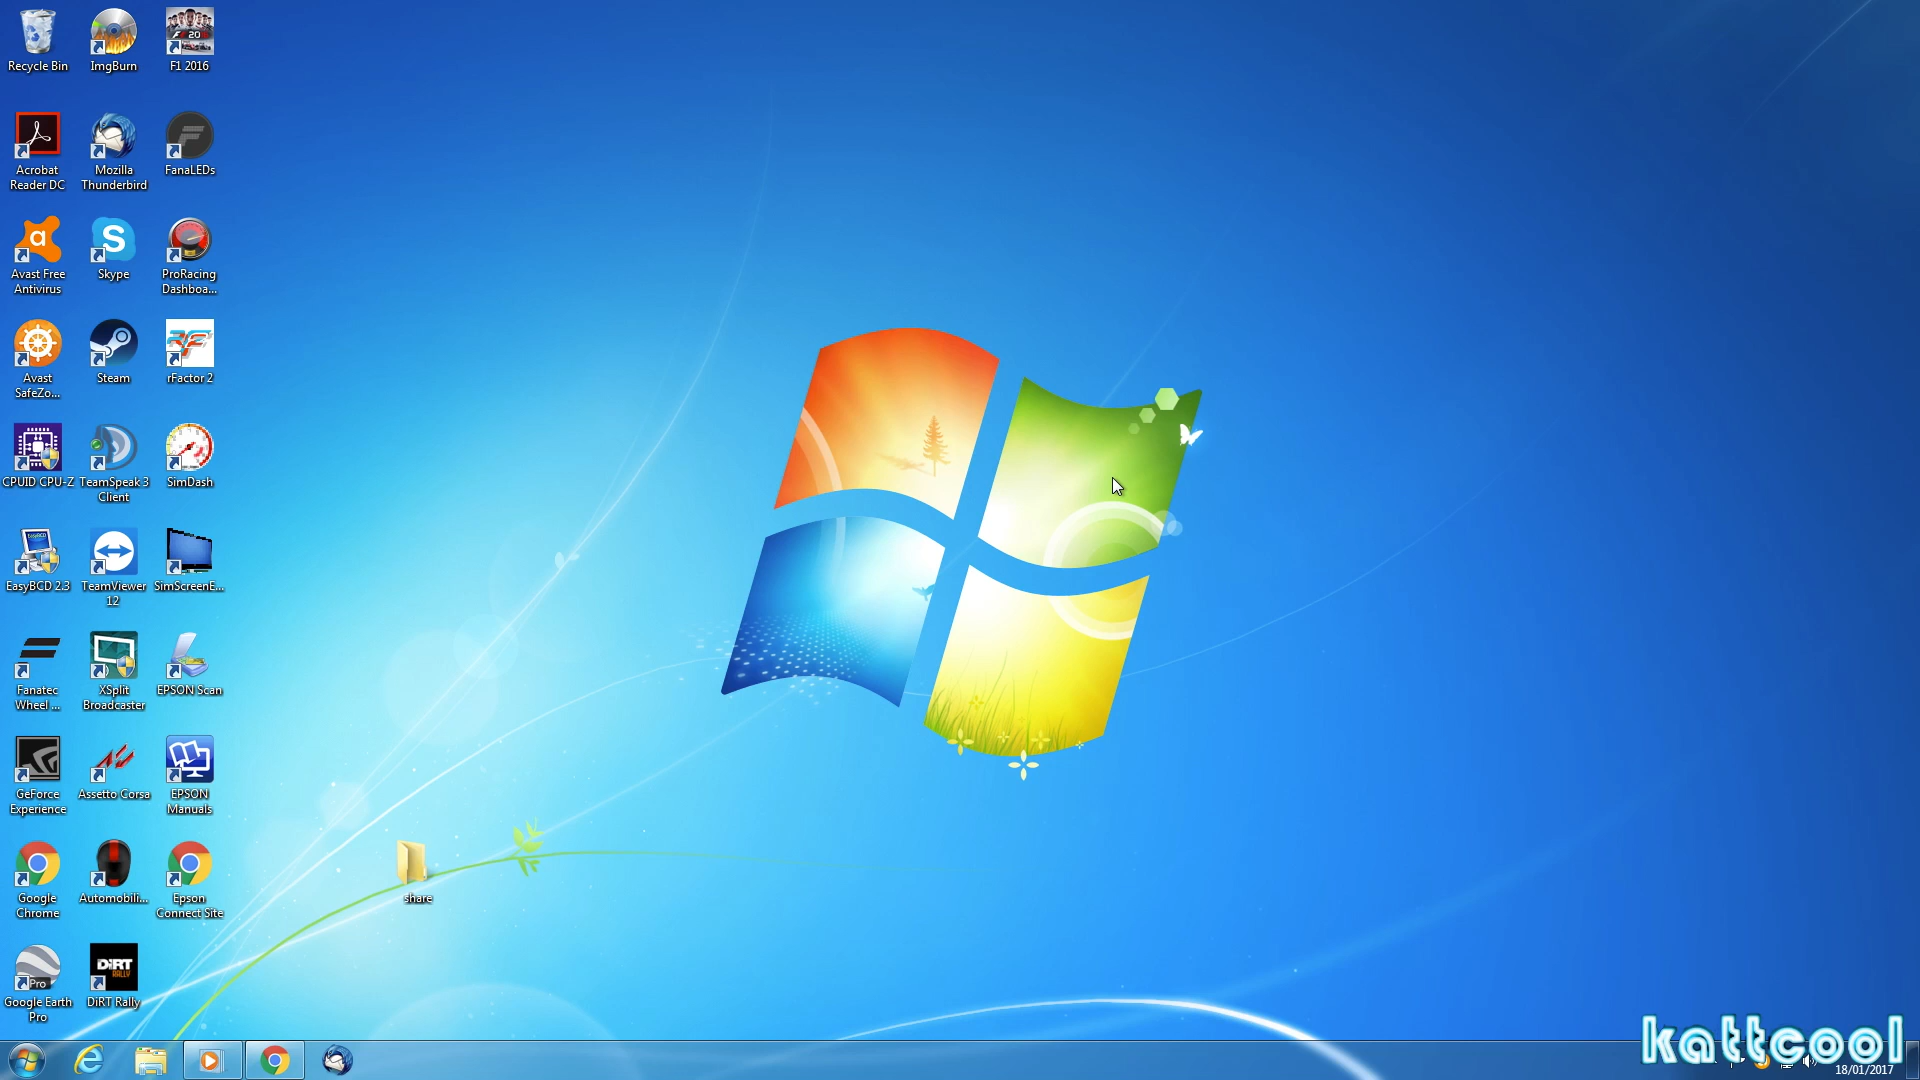 Recycle Bin
ImgBurn
F1 2016
Acrobat
Reader DC
Mozilla
Thunderbird
FanaLEDs
Avast Free
Antivirus
Skype
ProRacing
Dashboa...
Avast
SafeZo...
Steam
rFactor 2
CPUID CPU-Z
TeamSpeak 3
Client
SimDash
EasyBCD 2.3
TeamViewer
12
SimScreenE...
Fanatec
Wheel ...
XSplit
Broadcaster
EPSON Scan
GeForce
Experience
Assetto Corsa
EPSON
Manuals
Google
Chrome
Automobili...
Epson
Connect Site
share
Pro
Google Earth
Pro
DiRT
RALLY
DiRT Rally
kattcool
18/01/2017